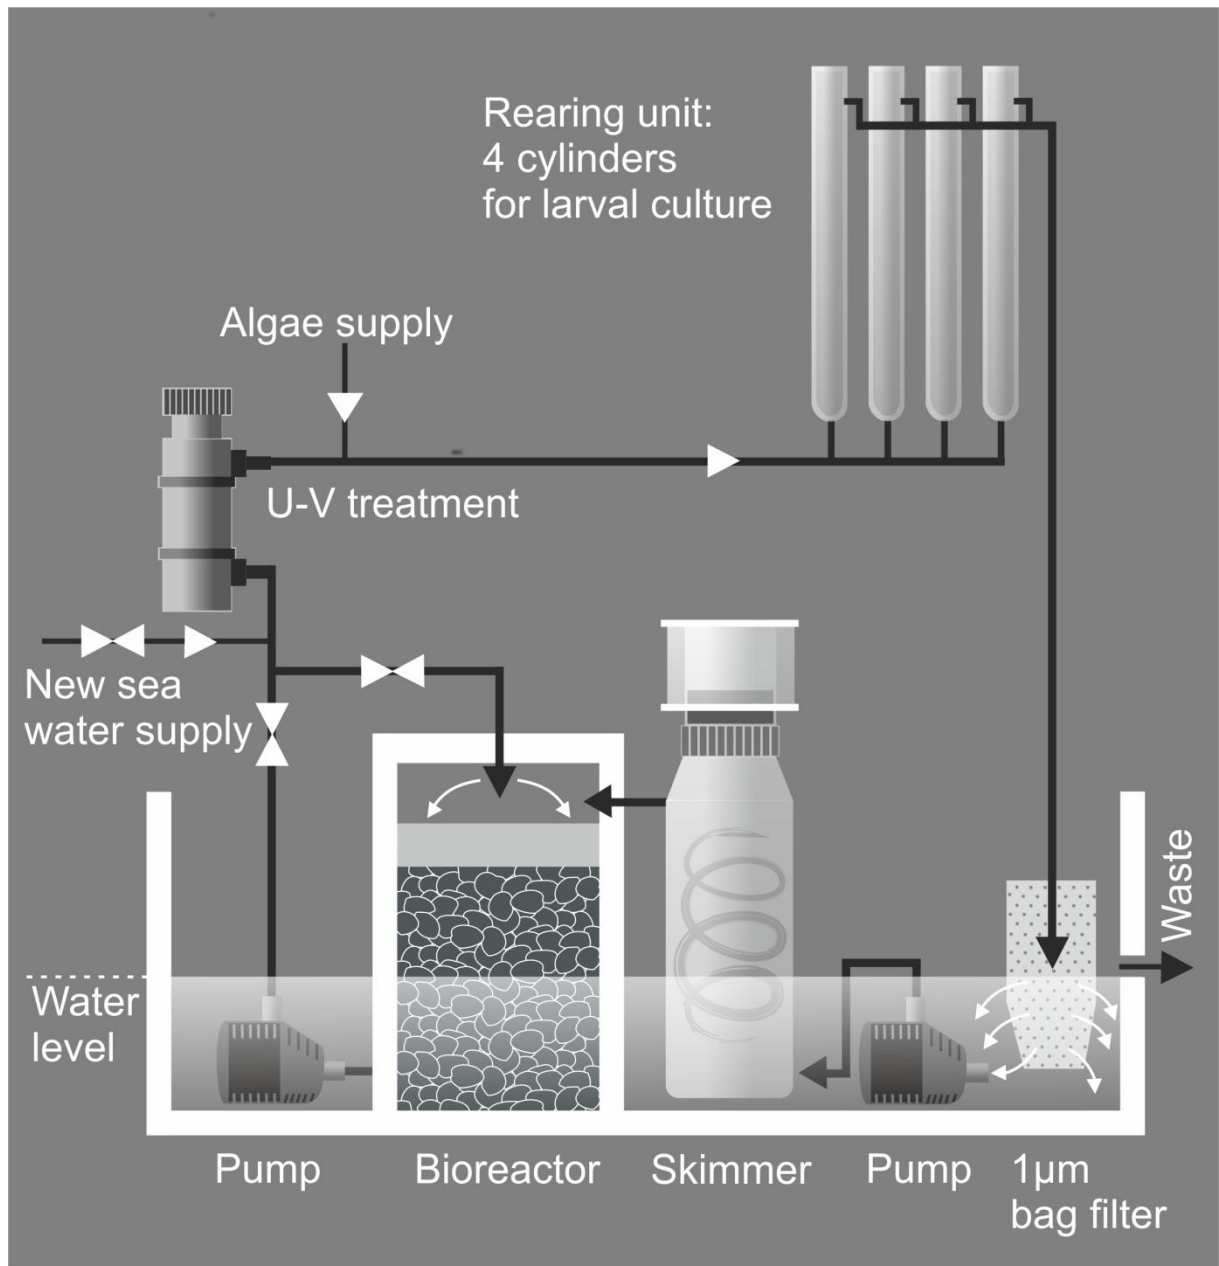 Rearing unit:
4 cylinders
for larval culture
Algae supply
U-V treatment
New sea
water supply
Water
level
Waste
Pump
Bioreactor
Skimmer
Pump
1µm
bag filter